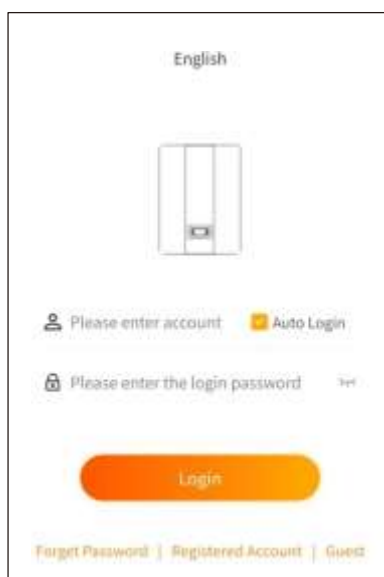 English
Please enter account Auto Login
Please enter the login password
Login
Forget Password | Registered Account | Guest